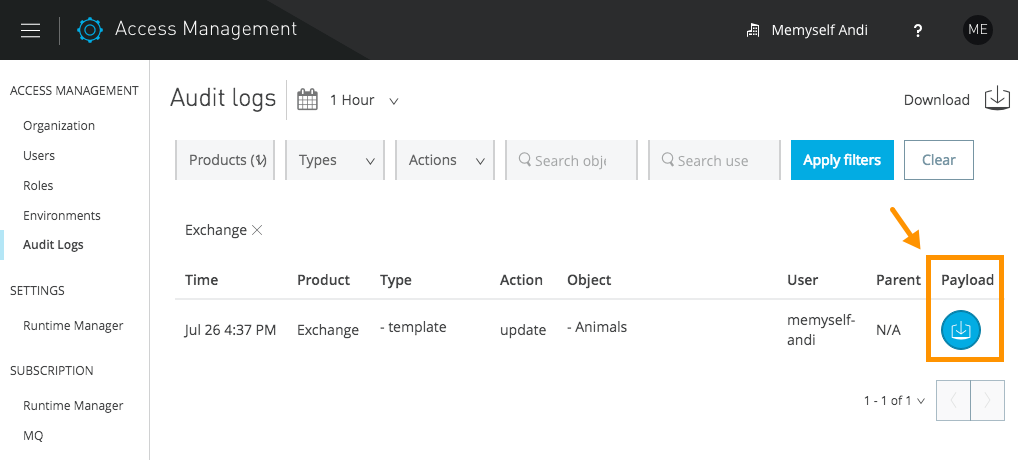 Access Management
Memyself Andi
?
ME
ACCESS MANAGEMENT
Organization
Users
Roles
Environments
Audit Logs
SETTINGS
Runtime Manager
SUBSCRIPTION
Runtime Manager
MQ
Audit logs
1 Hour
Download
Products (1)
Types
Actions
Search obje
Search use
Apply filters
Clear
Exchange
Time Product Type Action Object User Parent Payload
Jul 26 4:37 PM Exchange - template update - Animals memyself-andi N/A
1 - 1 of 1